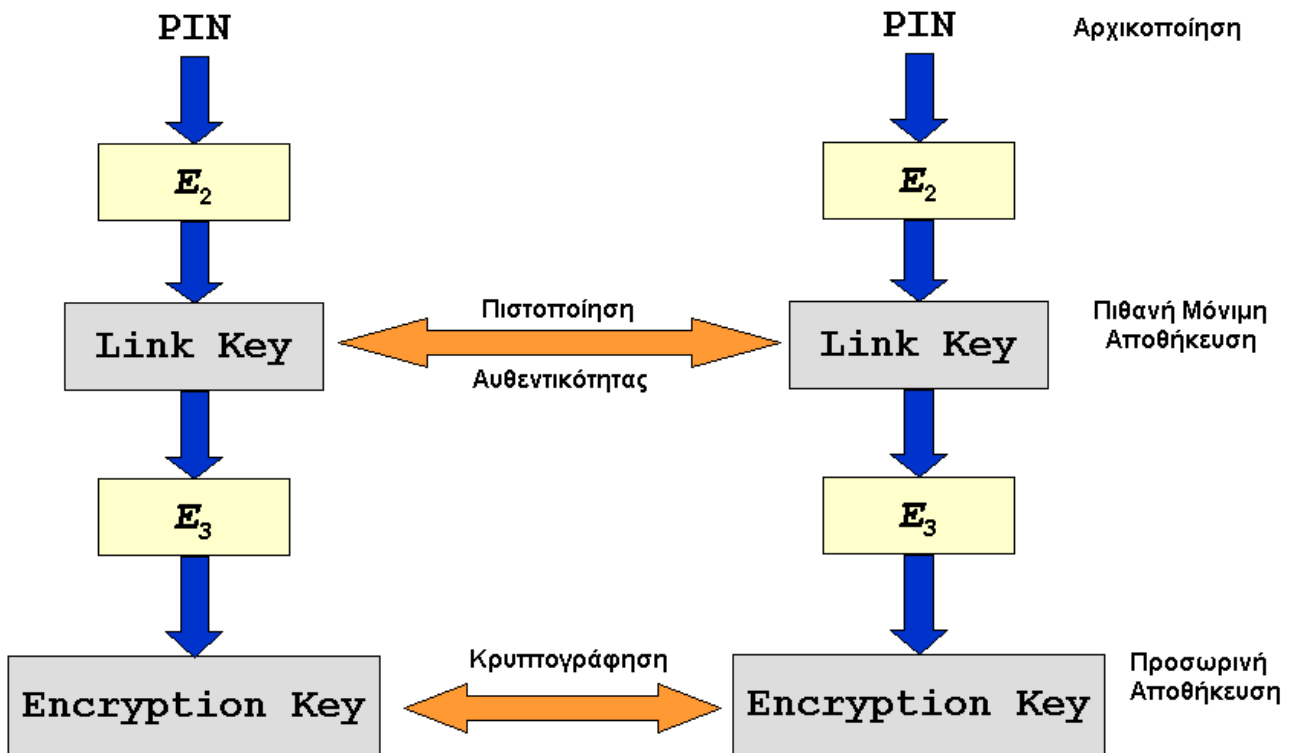 PIN
PIN
Αρχικοποίηση
E2
E2
Πιστοποίηση
Link Key
Link Key
Αυθεντικότητας
Πιθανή Μόνιμη
Αποθήκευση
E3
E3
Κρυπτογράφηση
Encryption Key
Encryption Key
Προσωρινή
Αποθήκευση